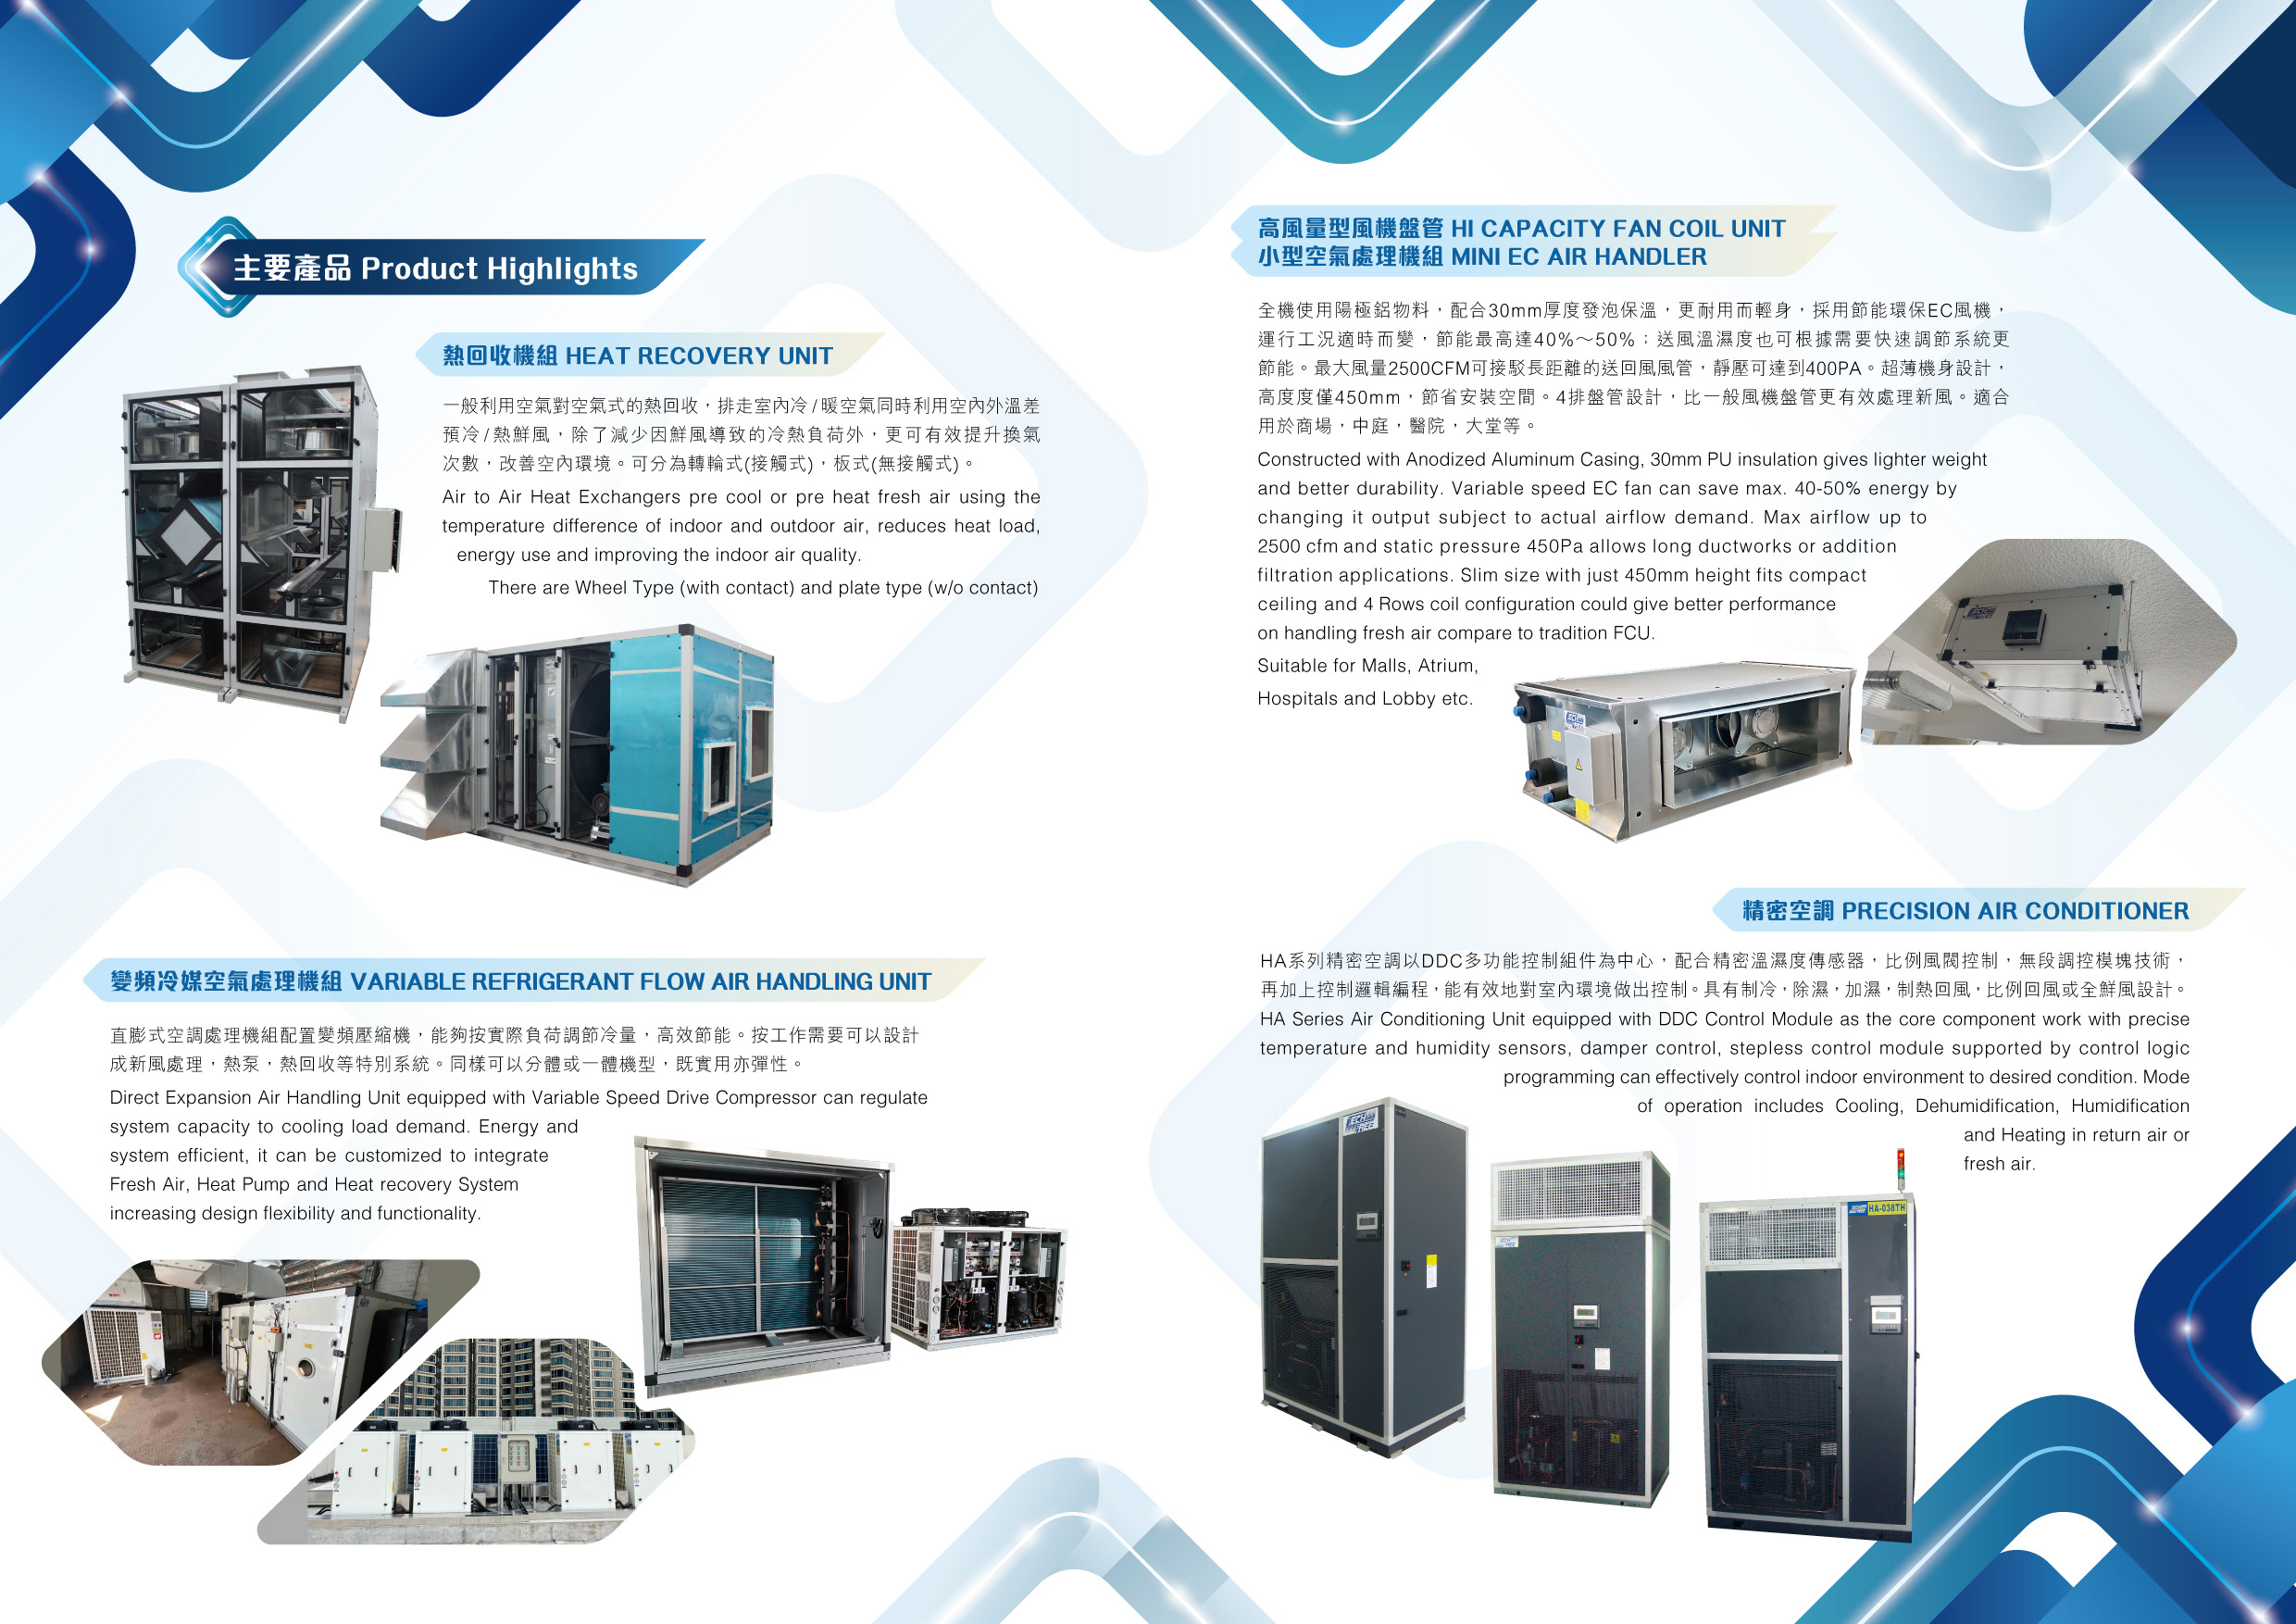 主要產品 Product Highlights
熱回收機組 HEAT RECOVERY UNIT
一般利用空氣對空氣式的熱回收，排走室內冷/暖空氣同時利用空內外溫差
預冷/熱鮮風，除了減少因鮮風導致的冷熱負荷外，更可有效提升換氣
次數，改善空內環境。可分為轉輪式(接觸式)，板式(無接觸式)。
Air to Air Heat Exchangers pre cool or pre heat fresh air using the
temperature difference of indoor and outdoor air, reduces heat load,
energy use and improving the indoor air quality.
There are Wheel Type (with contact) and plate type (w/o contact)
變頻冷媒空氣處理機組 VARIABLE REFRIGERANT FLOW AIR HANDLING UNIT
直膨式空調處理機組配置變頻壓縮機，能夠按實際負荷調節冷量，高效節能。按工作需要可以設計
成新風處理，熱泵，熱回收等特別系統。同樣可以分體或一體機型，既實用亦彈性。
Direct Expansion Air Handling Unit equipped with Variable Speed Drive Compressor can regulate
system capacity to cooling load demand. Energy and
system efficient, it can be customized to integrate
Fresh Air, Heat Pump and Heat recovery System
increasing design flexibility and functionality.
高風量型風機盤管 HI CAPACITY FAN COIL UNIT
小型空氣處理機組 MINI EC AIR HANDLER
全機使用陽極鋁物料，配合30mm厚度發泡保溫，更耐用而輕身，採用節能環保EC風機，
運行工況適時而變，節能最高達40%～50%；送風溫濕度也可根據需要快速調節系統更
節能。最大風量2500CFM可接駁長距離的送回風風管，靜壓可達到400PA。超薄機身設計，
高度度僅450mm，節省安裝空間。4排盤管設計，比一般風機盤管更有效處理新風。適合
用於商場，中庭，醫院，大堂等。
Constructed with Anodized Aluminum Casing, 30mm PU insulation gives lighter weight
and better durability. Variable speed EC fan can save max. 40-50% energy by
changing it output subject to actual airflow demand. Max airflow up to
2500 cfm and static pressure 450Pa allows long ductworks or addition
filtration applications. Slim size with just 450mm height fits compact
ceiling and 4 Rows coil configuration could give better performance
on handling fresh air compare to tradition FCU.
Suitable for Malls, Atrium,
Hospitals and Lobby etc.
精密空調 PRECISION AIR CONDITIONER
HA系列精密空調以DDC多功能控制組件為中心，配合精密溫濕度傳感器，比例風閥控制，無段調控模塊技術，
再加上控制邏輯編程，能有效地對室內環境做出控制。具有制冷，除濕，加濕，制熱回風，比例回風或全鮮風設計。
HA Series Air Conditioning Unit equipped with DDC Control Module as the core component work with precise
temperature and humidity sensors, damper control, stepless control module supported by control logic
programming can effectively control indoor environment to desired condition. Mode
of operation includes Cooling, Dehumidification, Humidification
and Heating in return air or
fresh air.
HA-038TH